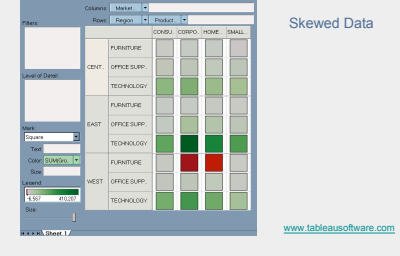 Columns: Market
Rows: Region Product...
Filters:
CONSU.. CORPO.. HOME.. SMALL..
Level of Detail:
CENT..
FURNITURE
OFFICE SUPP..
TECHNOLOGY
EAST
FURNITURE
OFFICE SUPP..
TECHNOLOGY
WEST
FURNITURE
OFFICE SUPP..
TECHNOLOGY
Mark:
Square
Text:
Color: SUM(Gro..
Size:
Legend:
-6,567 410,207
Size:
Sheet 1
Skewed Data
www.tableausoftware.com